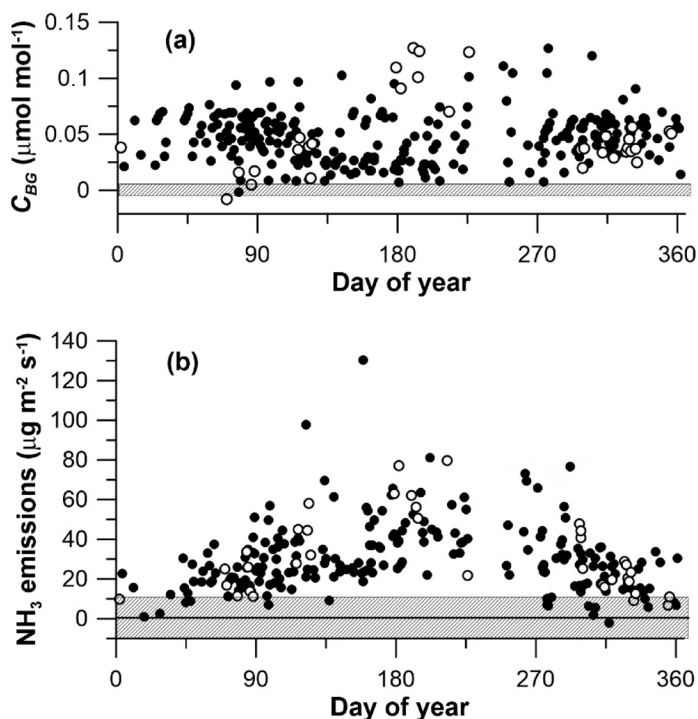 (a)
C_BG (μmol mol⁻¹)
0.15
0.1
0.05
0
0 90 180 270 360
Day of year
(b)
NH₃ emissions (μg m⁻² s⁻¹)
140
120
100
80
60
40
20
0
0 90 180 270 360
Day of year